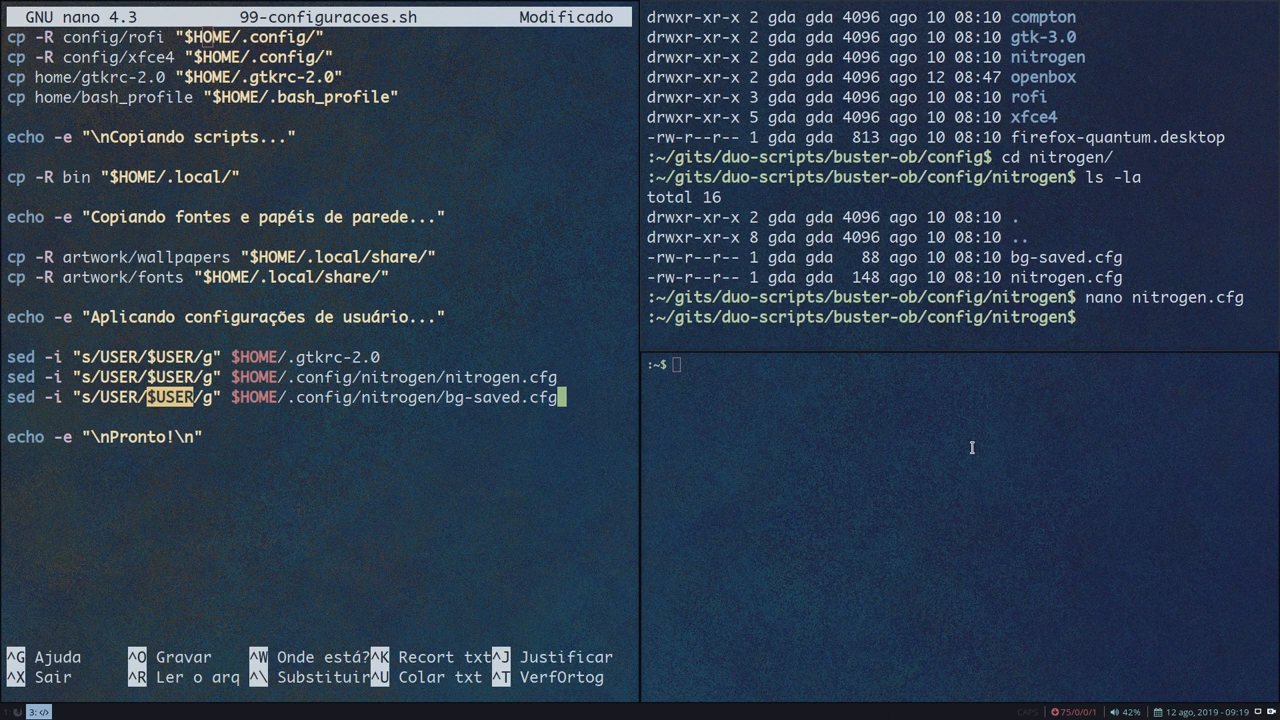 GNU nano 4.3 99-configuracoes.sh Modificado
cp -R config/rofi "$HOME/.config/"
cp -R config/xfce4 "$HOME/.config/"
cp home/gtkrc-2.0 "$HOME/.gtkrc-2.0"
cp home/bash_profile "$HOME/.bash_profile"
echo -e "\nCopiando scripts..."
cp -R bin "$HOME/.local/"
echo -e "Copiando fontes e papéis de parede..."
cp -R artwork/wallpapers "$HOME/.local/share/"
cp -R artwork/fonts "$HOME/.local/share/"
echo -e "Aplicando configurações de usuário..."
sed -i "s/USER/$USER/g" $HOME/.gtkrc-2.0
sed -i "s/USER/$USER/g" $HOME/.config/nitrogen/nitrogen.cfg
sed -i "s/USER/$USER/g" $HOME/.config/nitrogen/bg-saved.cfg
echo -e "\nPronto!\n"
^G Ajuda ^O Gravar ^W Onde está? ^K Recort txt ^J Justificar
^X Sair ^R Ler o arq ^\ Substituir ^U Colar txt ^T VerfOrtog
drwxr-xr-x 2 gda gda 4096 ago 10 08:10 compton
drwxr-xr-x 2 gda gda 4096 ago 10 08:10 gtk-3.0
drwxr-xr-x 2 gda gda 4096 ago 10 08:10 nitrogen
drwxr-xr-x 2 gda gda 4096 ago 12 08:47 openbox
drwxr-xr-x 3 gda gda 4096 ago 10 08:10 rofi
drwxr-xr-x 5 gda gda 4096 ago 10 08:10 xfce4
-rw-r--r-- 1 gda gda 813 ago 10 08:10 firefox-quantum.desktop
:~/gits/duo-scripts/buster-ob/config$ cd nitrogen/
:~/gits/duo-scripts/buster-ob/config/nitrogen$ ls -la
total 16
drwxr-xr-x 2 gda gda 4096 ago 10 08:10 .
drwxr-xr-x 8 gda gda 4096 ago 10 08:10 ..
-rw-r--r-- 1 gda gda 88 ago 10 08:10 bg-saved.cfg
-rw-r--r-- 1 gda gda 148 ago 10 08:10 nitrogen.cfg
:~/gits/duo-scripts/buster-ob/config/nitrogen$ nano nitrogen.cfg
:~/gits/duo-scripts/buster-ob/config/nitrogen$
:~$
1: 3: </> CAPS 75/0/0/1 42% 12 ago, 2019 - 09:19